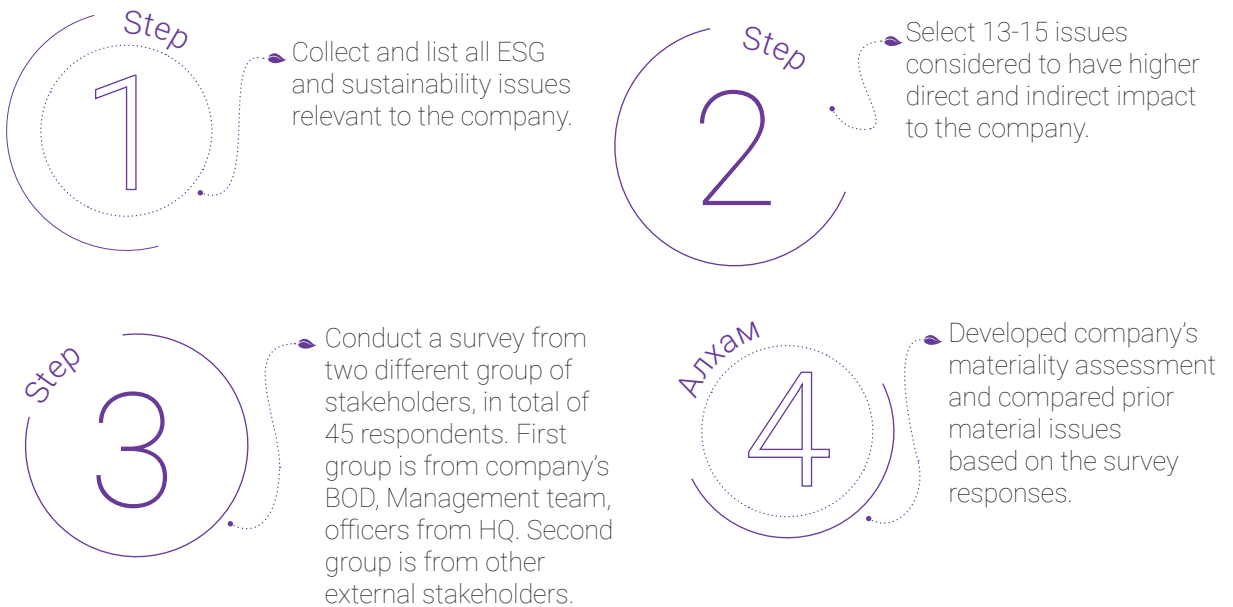 Step
1
Collect and list all ESG
and sustainability issues
relevant to the company.
Step
2
Select 13-15 issues
considered to have higher
direct and indirect impact
to the company.
Step
3
Conduct a survey from
two different group of
stakeholders, in total of
45 respondents. First
group is from company's
BOD, Management team,
officers from HQ. Second
group is from other
external stakeholders.
Алхам
4
Developed company's
materiality assessment
and compared prior
material issues
based on the survey
responses.